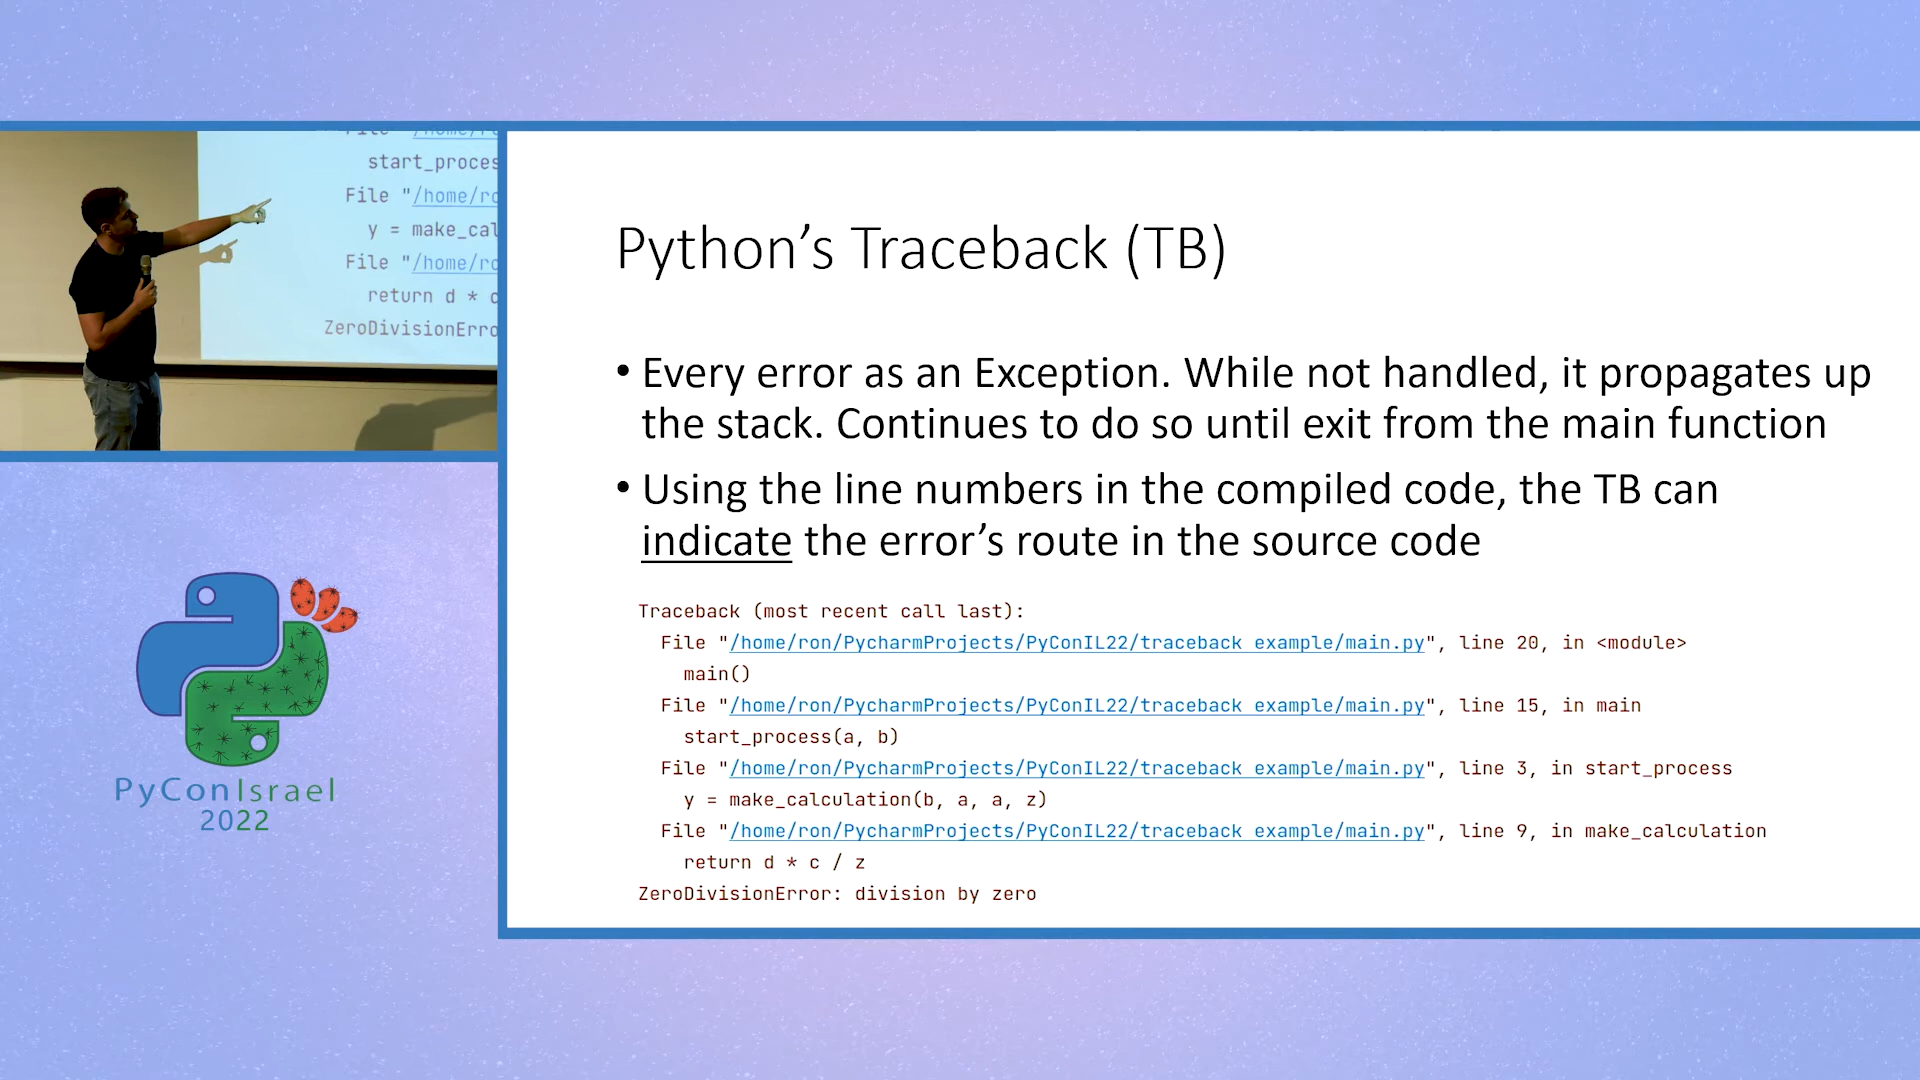 File "/home/ro
start_proces
File "/home/ro
y = make_cal
File "/home/ro
return d * c
ZeroDivisionErro
PyConIsrael
2022
Python’s Traceback (TB)
• Every error as an Exception. While not handled, it propagates up
the stack. Continues to do so until exit from the main function
• Using the line numbers in the compiled code, the TB can
indicate the error’s route in the source code
Traceback (most recent call last):
File "/home/ron/PycharmProjects/PyConIL22/traceback_example/main.py", line 20, in <module>
main()
File "/home/ron/PycharmProjects/PyConIL22/traceback_example/main.py", line 15, in main
start_process(a, b)
File "/home/ron/PycharmProjects/PyConIL22/traceback_example/main.py", line 3, in start_process
y = make_calculation(b, a, a, z)
File "/home/ron/PycharmProjects/PyConIL22/traceback_example/main.py", line 9, in make_calculation
return d * c / z
ZeroDivisionError: division by zero